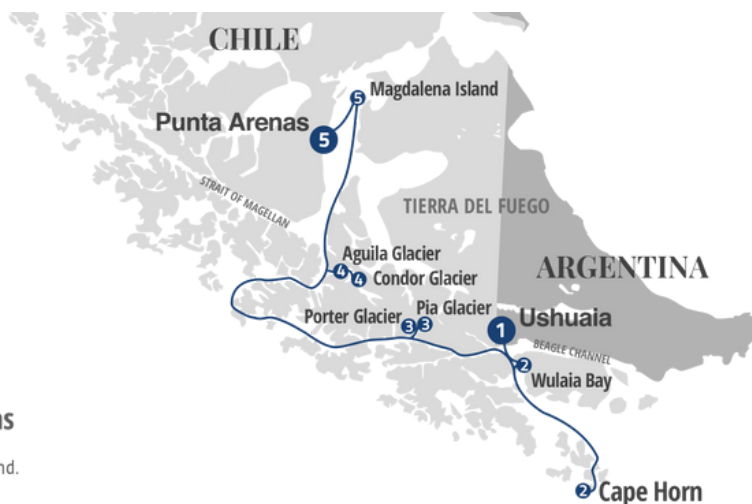 CHILE
5
Magdalena Island
Punta Arenas
5
STRAIT OF MAGELLAN
TIERRA DEL FUEGO
Aguila Glacier
4
4
Condor Glacier
ARGENTINA
Pia Glacier
Porter Glacier
3
3
1
Ushuaia
BEAGLE CHANNEL
2
Wulaia Bay
2
Cape Horn